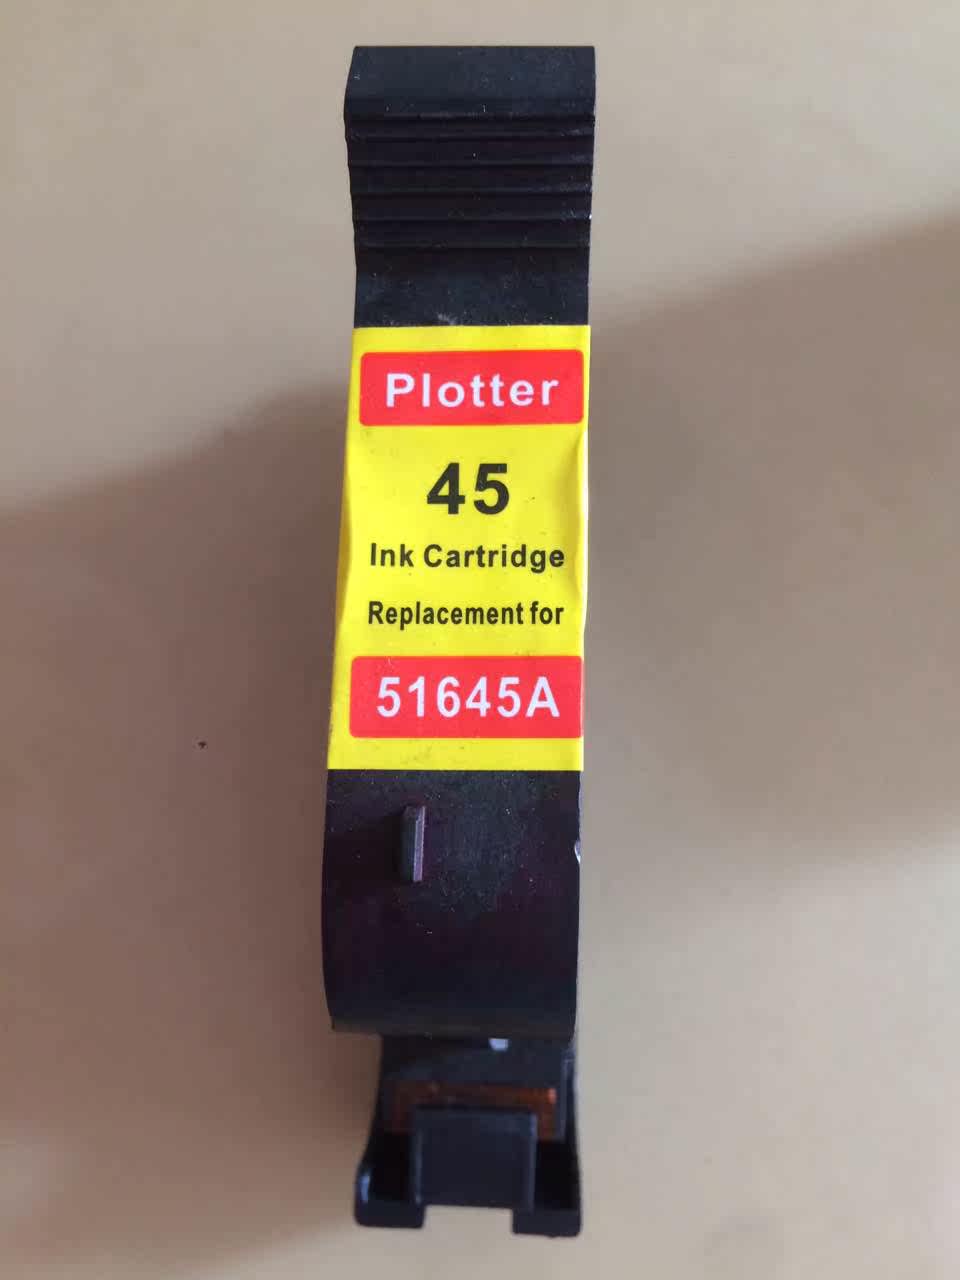 Plotter
45
Ink Cartridge
Replacement for
51645A